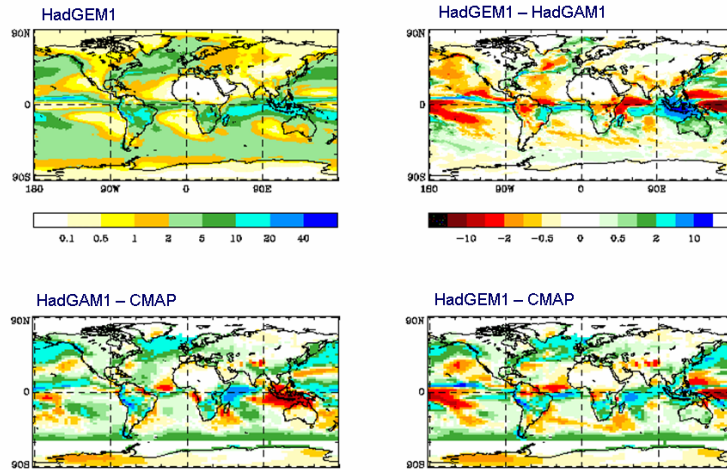 HadGEM1
HadGEM1 – HadGAM1
90N
0
90S
180 90W 0 90E
90N
0
90S
180 90W 0 90E
0.1 0.5 1 2 5 10 20 40
-10 -2 -0.5 0 0.5 2 10
HadGAM1 – CMAP
HadGEM1 – CMAP
90N
0
90S
90N
0
90S